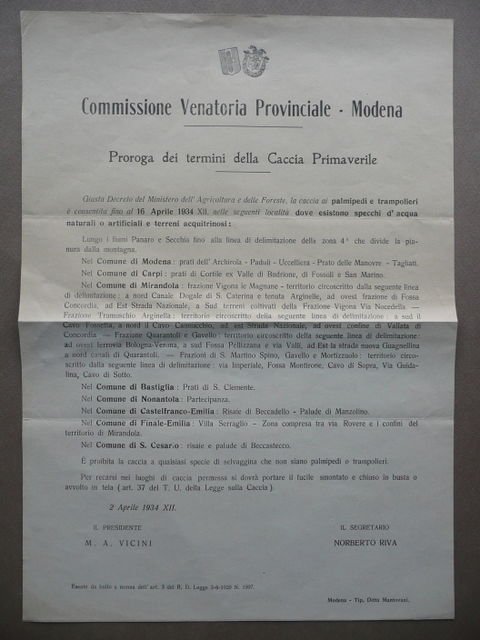 Commissione Venatoria Provinciale - Modena
Proroga dei termini della Caccia Primaverile
Giusta Decreto del Ministero dell' Agricoltura e delle Foreste, la caccia ai palmipedi e trampolieri
è consentita fino al 16 Aprile 1934 XII. nelle seguenti località dove esistono specchi d' acqua
naturali o artificiali e terreni acquitrinosi:
Lungo i fiumi Panaro e Secchia fino alla linea di delimitazione della zona 4ª che divide la pia-
nura dalla montagna.
Nel Comune di Modena: prati dell' Archirola - Paduli - Uccelliera - Prato delle Manovre - Tagliati.
Nel Comune di Carpi: prati di Cortile ex Valle di Budrione, di Fossoli e San Marino.
Nel Comune di Mirandola: frazione Vigona le Magnane - territorio circoscritto dalla seguente linea
di delimitazione: a nord Canale Dogale di S. Caterina e tenuta Arginelle, ad ovest frazione di Fossa
Concordia, ad Est Strada Nazionale, a Sud terreni coltivati della Frazione Vigona Via Nocedella —
Frazione Tramuschio Arginella: territorio circoscritto della seguente linea di delimitazione: a sud il
Cavo Fossetta, a nord il Cavo Canuccchio, ad est Strada Nazionale, ad ovest confine di Vallata di
Concordia — Frazione Quarantoli e Gavello: territorio circoscritto della seguente linea di delimitazione:
ad ovest ferrovia Bologna-Verona, a sud Fossa Pellizzana e via Valli, ad Est la strada nuova Guagnellina
a nord canali di Quarantoli. — Frazioni di S. Martino Spino, Gavello e Mortizzuolo: territorio circo-
scritto dalla seguente linea di delimitazione: via Imperiale, Fossa Montirone, Cavo di Sopra, Via Guida-
lina, Cavo di Sotto.
Nel Comune di Bastiglia: Prati di S. Clemente.
Nel Comune di Nonantola: Partecipanza.
Nel Comune di Castelfranco-Emilia: Risaie di Beccadello - Palude di Manzolino.
Nel Comune di Finale-Emilia: Villa Serraglio - Zona compresa tra via Rovere e i confini del
territorio di Mirandola.
Nel Comune di S. Cesario: risaie e palude di Beccastecco.
È proibita la caccia a qualsiasi specie di selvaggina che non siano palmipedi o trampolieri.
Per recarsi nei luoghi di caccia permessa si dovrà portare il fucile smontato e chiuso in busta o
avvolto in tela (art. 37 del T. U. della Legge sulla Caccia).
2 Aprile 1934 XII.
IL PRESIDENTE
M. A. VICINI
IL SEGRETARIO
NORBERTO RIVA
Esente da bollo a norma dell' art. 3 del R. D. Legge
Modena - Tip. Ditta Mantovani.